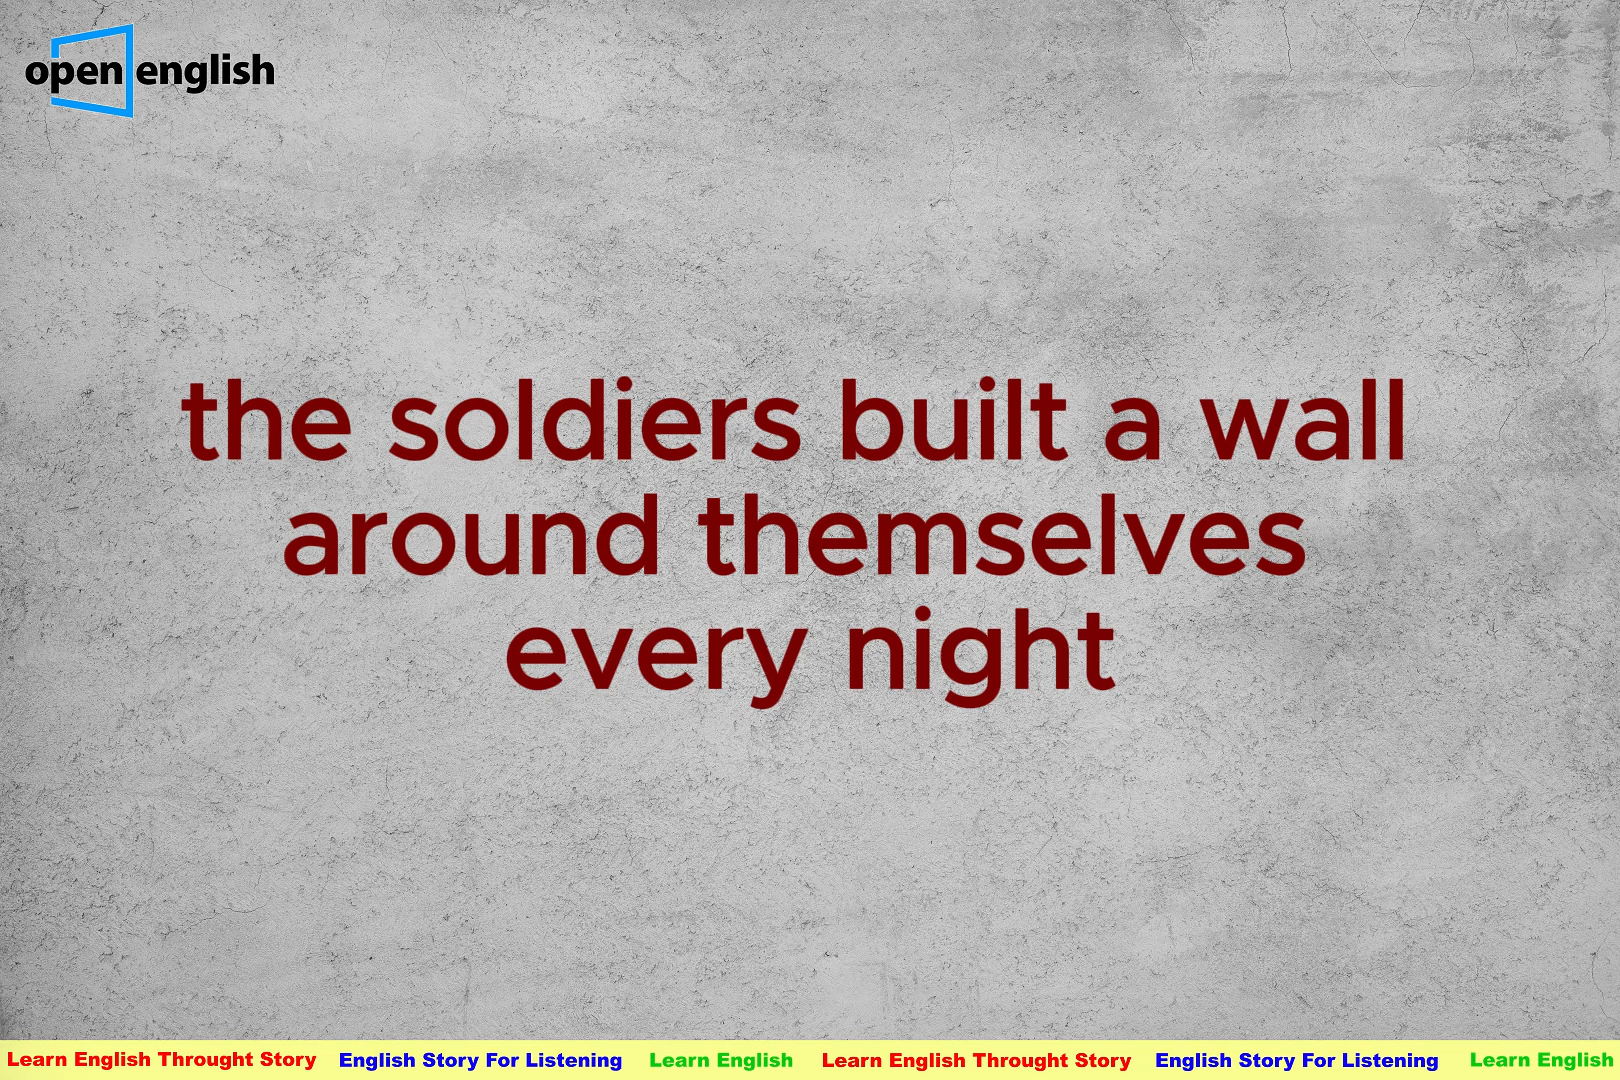 open english
the soldiers built a wall
around themselves
every night
Learn English Throught Story English Story For Listening Learn English Learn English Throught Story English Story For Listening Learn English